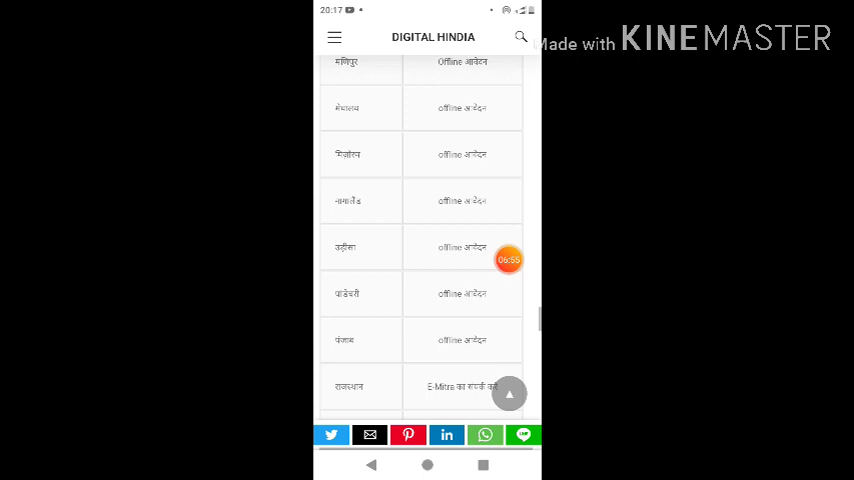 20:17
DIGITAL HINDIA
Made with KINEMASTER
मणिपुर Offline आवेदन
मेघालय offline आवेदन
मिज़ोरम offline आवेदन
नागालैंड offline आवेदन
उड़ीसा offline आवेदन
06:55
पांडिचेरी offline आवेदन
पंजाब offline आवेदन
राजस्थान E-Mitra का संपर्क करें